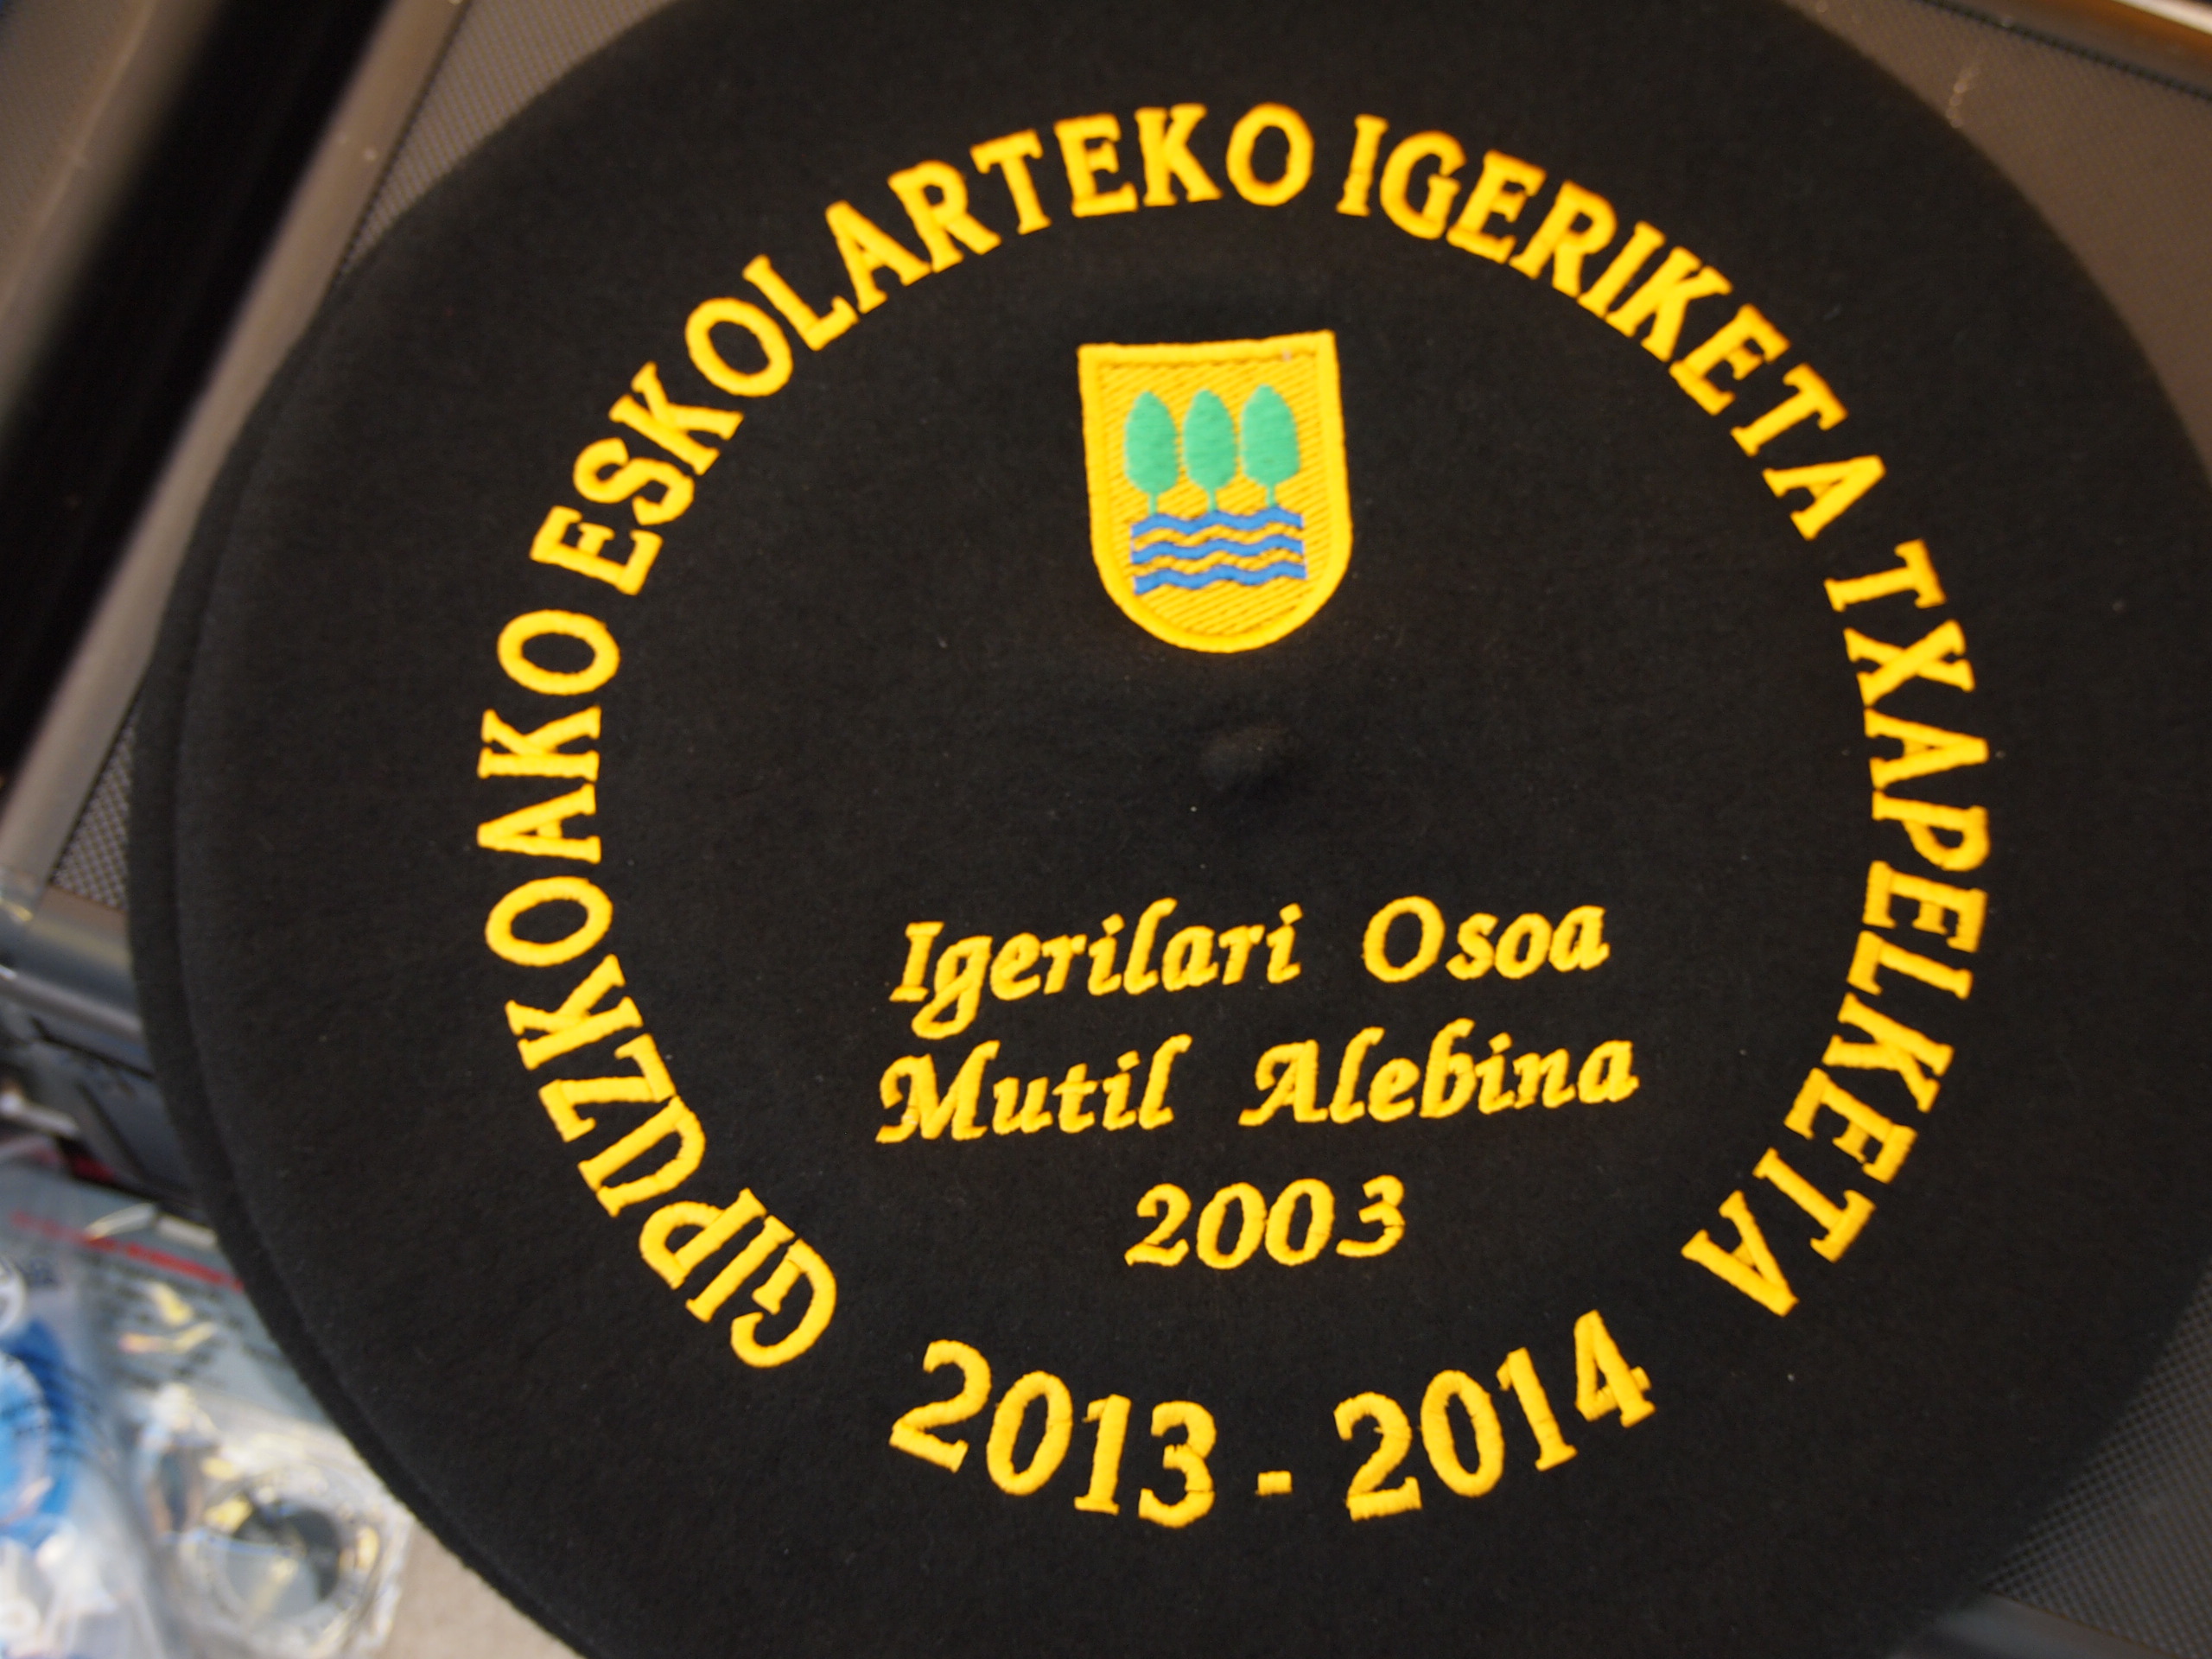 GIPUZKOAKO ESKOLARTEKO IGERIKETA TXAPELKETA
Igerilari Osoa
Mutil Alebina
2003
2013 - 2014